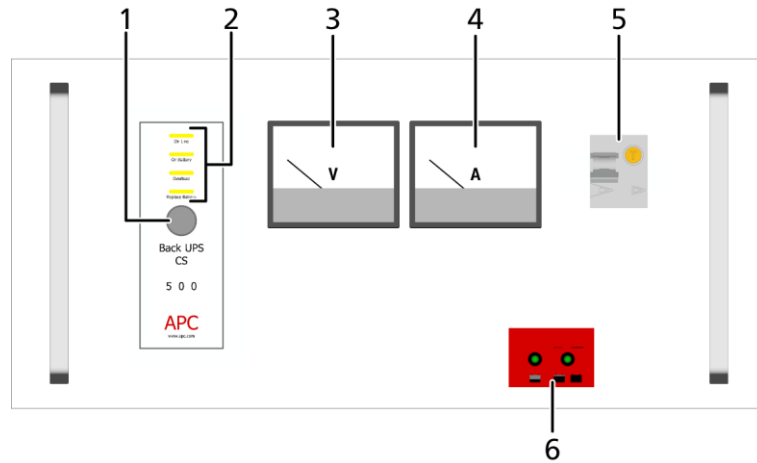 1
2
3
4
5
On Line
On Battery
Overload
Replace Battery
V
A
Back UPS
CS
5 0 0
APC
www.apc.com
6